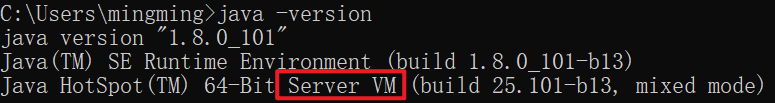 C:\Users\mingming>java -version
java version "1.8.0_101"
Java(TM) SE Runtime Environment (build 1.8.0_101-b13)
Java HotSpot(TM) 64-Bit Server VM (build 25.101-b13, mixed mode)